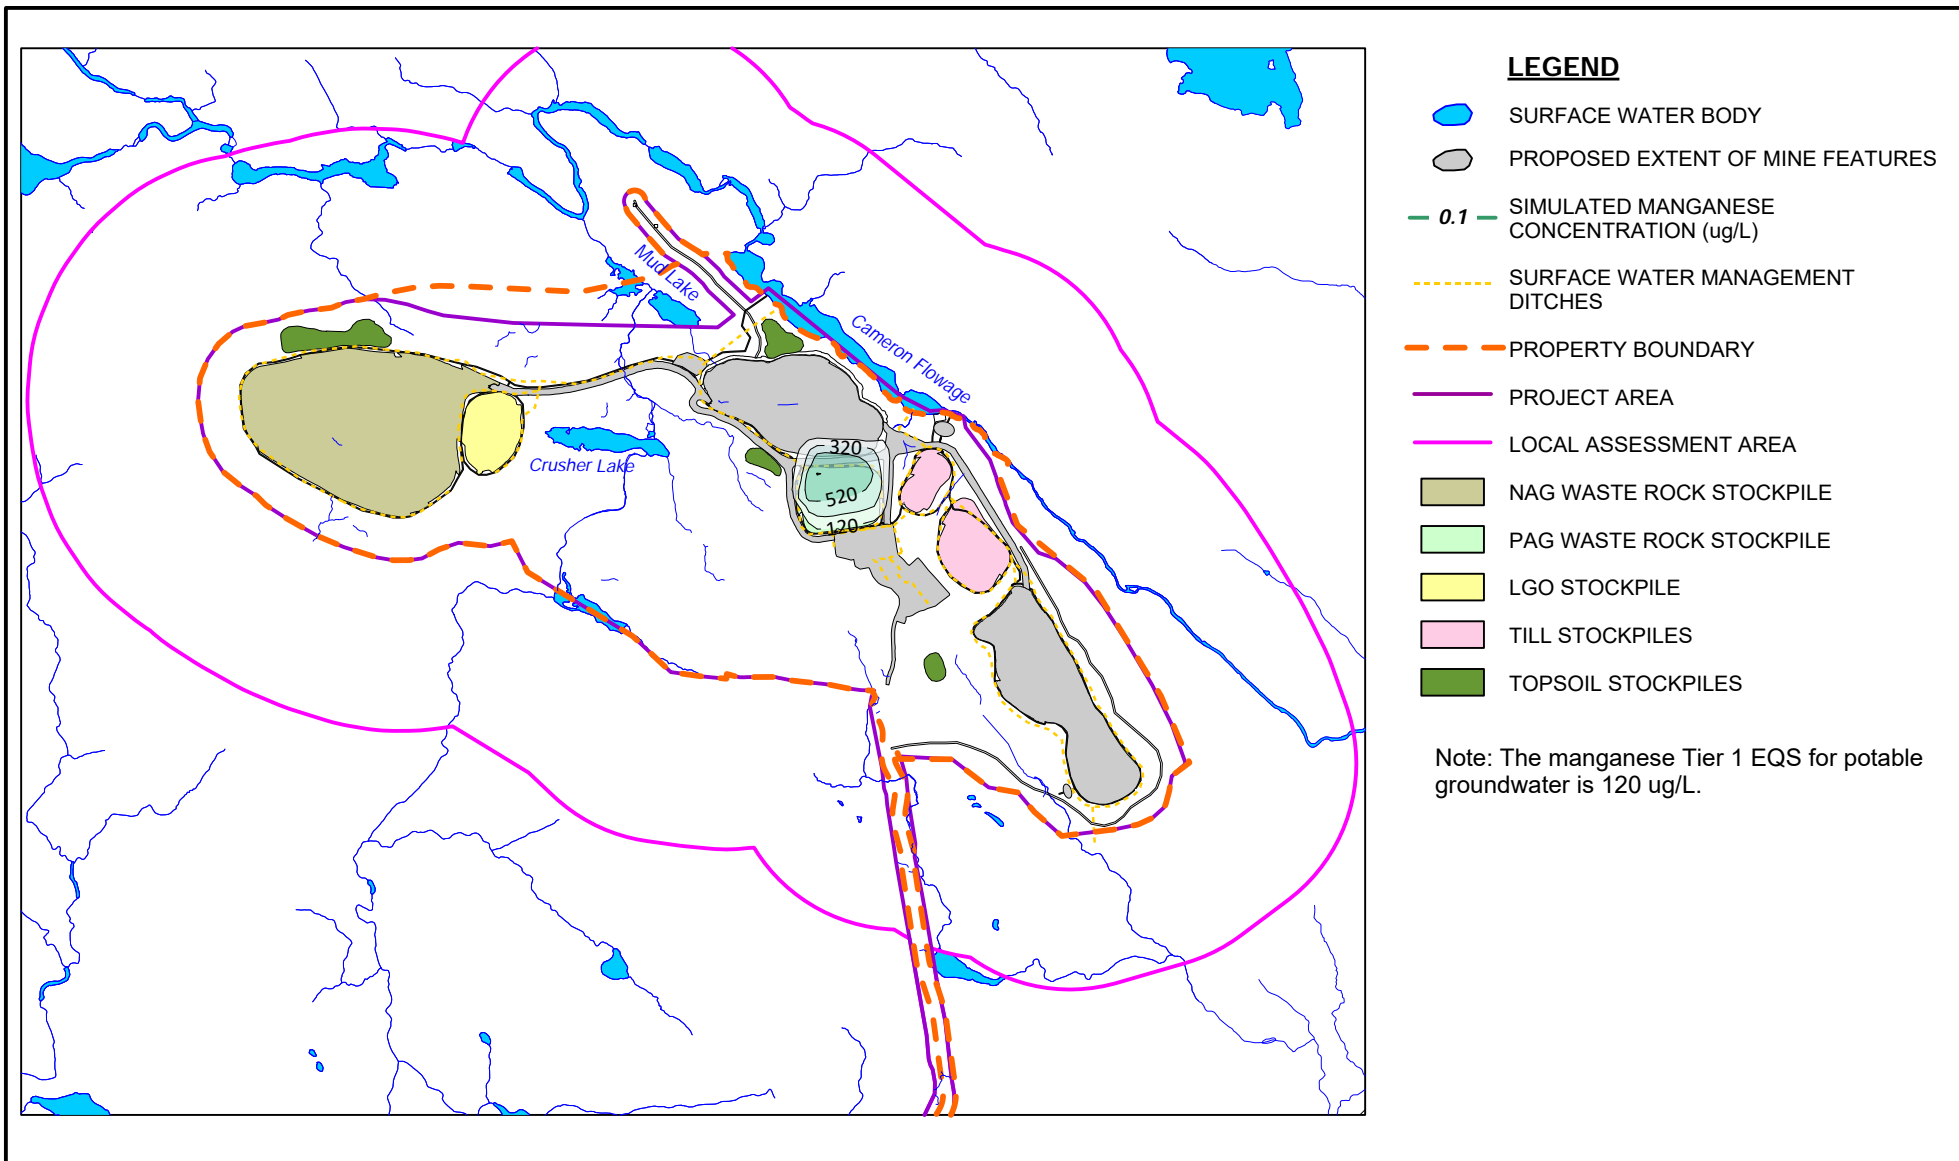 LEGEND
SURFACE WATER BODY
PROPOSED EXTENT OF MINE FEATURES
0.1
SIMULATED MANGANESE
CONCENTRATION (ug/L)
SURFACE WATER MANAGEMENT
DITCHES
PROPERTY BOUNDARY
PROJECT AREA
LOCAL ASSESSMENT AREA
NAG WASTE ROCK STOCKPILE
PAG WASTE ROCK STOCKPILE
LGO STOCKPILE
TILL STOCKPILES
TOPSOIL STOCKPILES
Note: The manganese Tier 1 EQS for potable
groundwater is 120 ug/L.
Mud Lake
Cameron Flowage
Crusher Lake
320
520
120